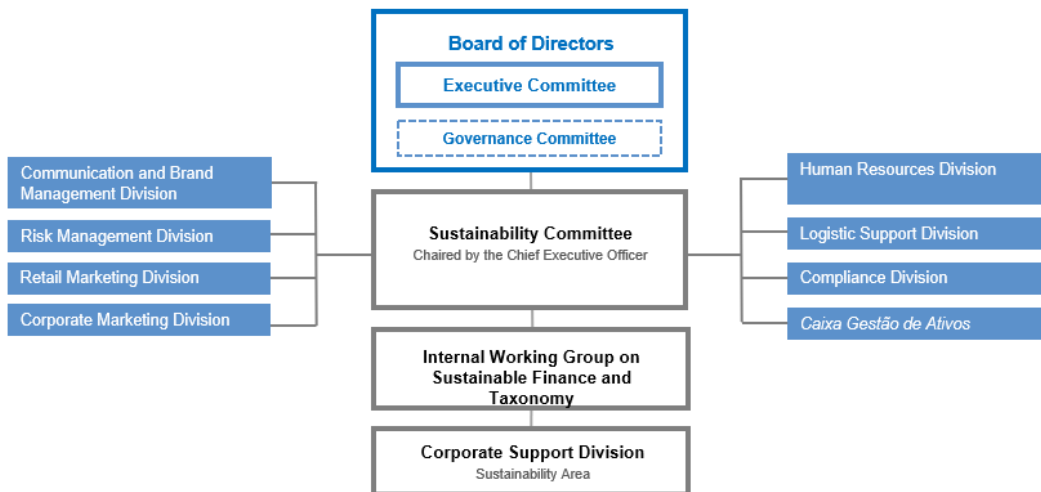 Board of Directors
Executive Committee
Governance Committee
Communication and Brand
Management Division
Risk Management Division
Retail Marketing Division
Corporate Marketing Division
Sustainability Committee
Chaired by the Chief Executive Officer
Human Resources Division
Logistic Support Division
Compliance Division
Caixa Gestão de Ativos
Internal Working Group on
Sustainable Finance and
Taxonomy
Corporate Support Division
Sustainability Area